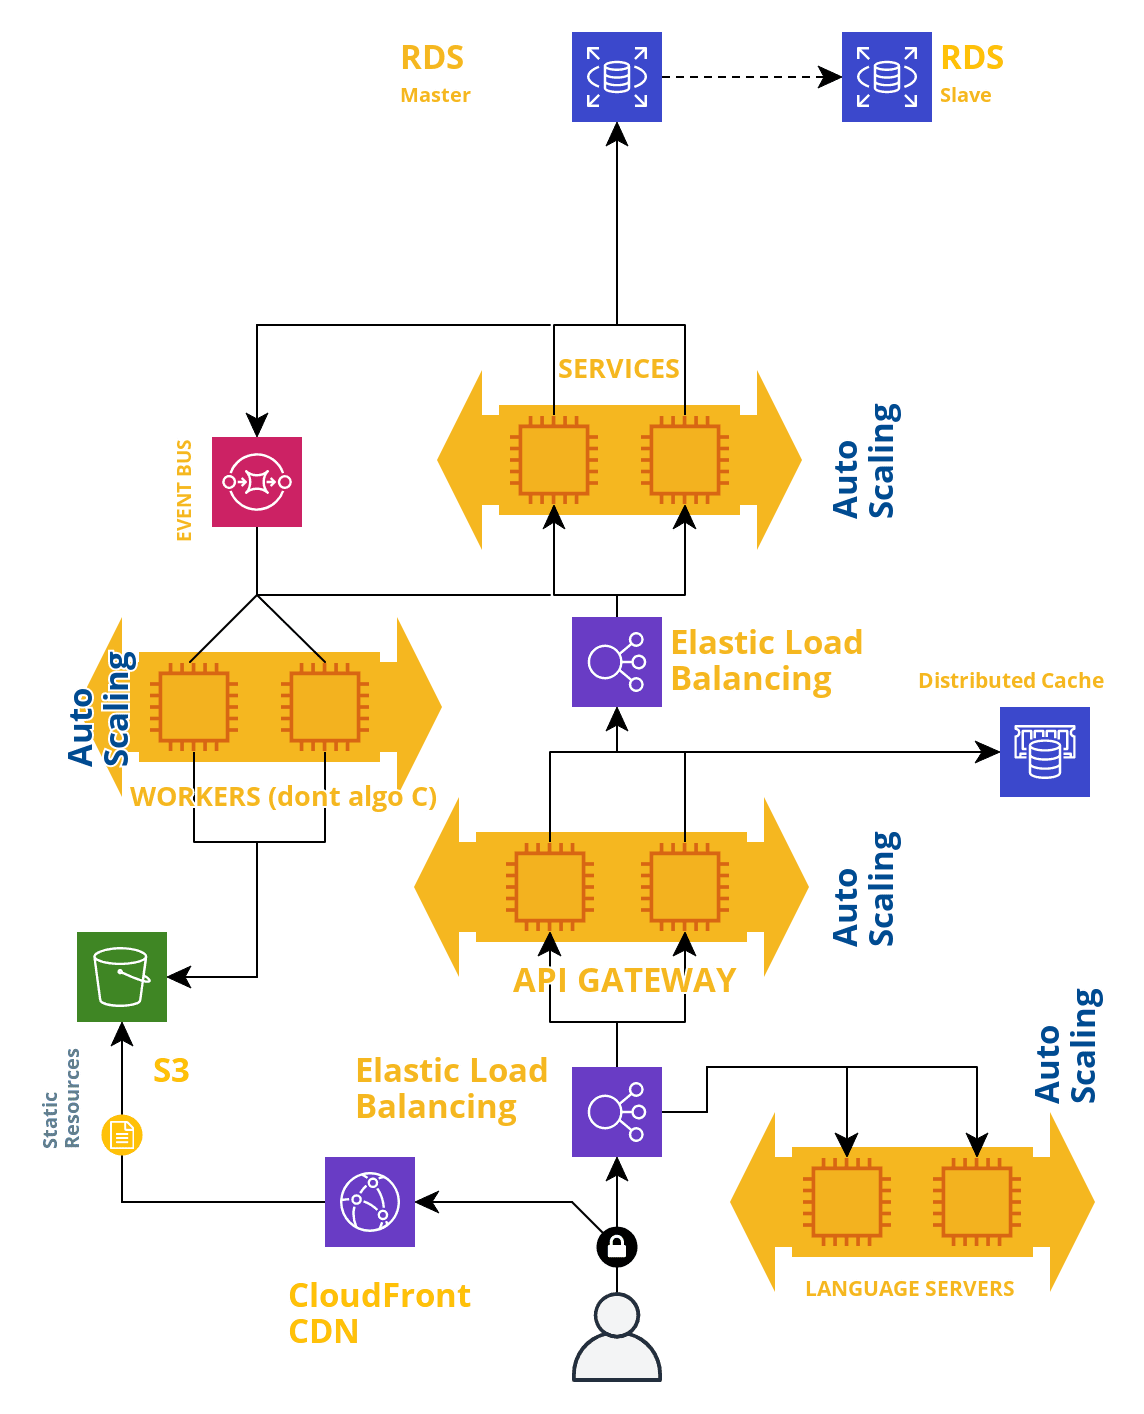 RDS
Master
RDS
Slave
SERVICES
Auto
Scaling
EVENT BUS
Elastic Load
Balancing
Distributed Cache
Auto
Scaling
WORKERS (dont algo C)
Auto
Scaling
API GATEWAY
Auto
Scaling
S3
Static
Resources
Elastic Load
Balancing
LANGUAGE SERVERS
CloudFront
CDN